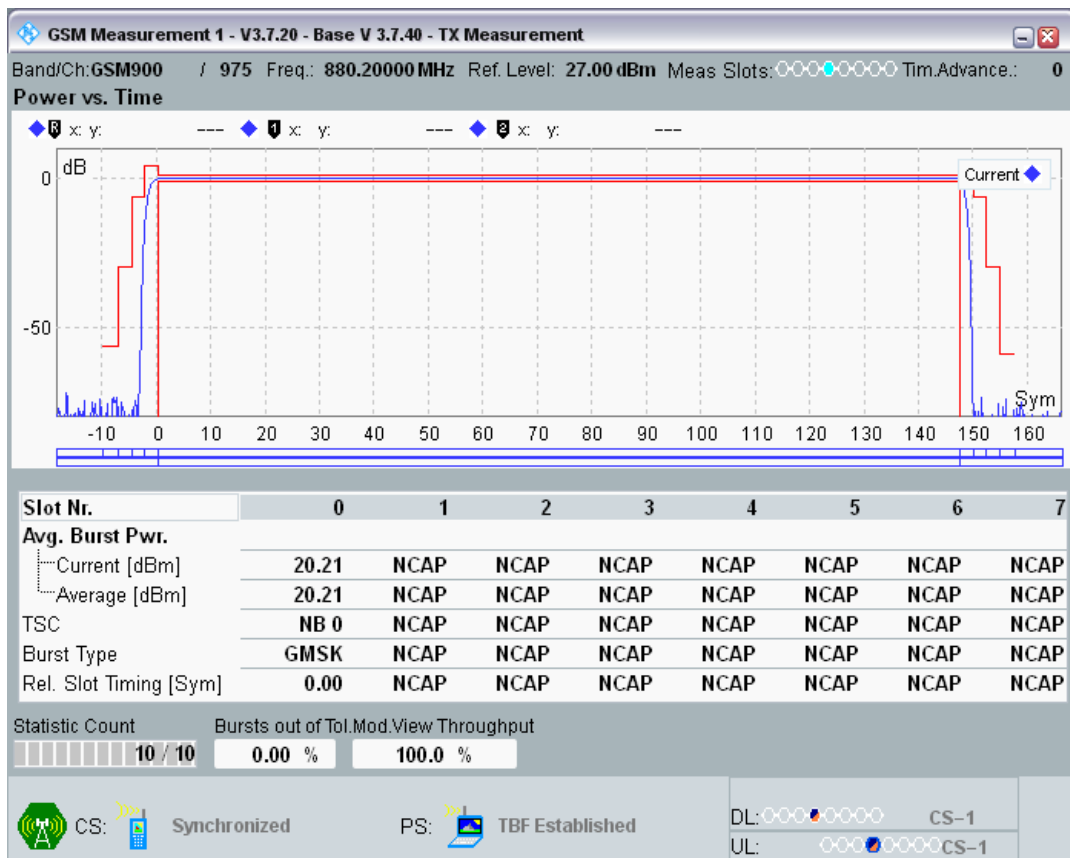 GSM Measurement 1 - V3.7.20 - Base V 3.7.40 - TX Measurement
Band/Ch:GSM900 / 975 Freq.: 880.20000 MHz Ref. Level: 27.00 dBm Meas Slots: Tim.Advance.: 0
Power vs. Time
R x: y: --- 1 x: y: --- 2 x: y: ---
dB
Current
0
-50
Sym
-10 0 10 20 30 40 50 60 70 80 90 100 110 120 130 140 150 160
Slot Nr. 0 1 2 3 4 5 6 7
Avg. Burst Pwr.
Current [dBm] 20.21 NCAP NCAP NCAP NCAP NCAP NCAP NCAP
Average [dBm] 20.21 NCAP NCAP NCAP NCAP NCAP NCAP NCAP
TSC NB 0 NCAP NCAP NCAP NCAP NCAP NCAP NCAP
Burst Type GMSK NCAP NCAP NCAP NCAP NCAP NCAP NCAP
Rel. Slot Timing [Sym] 0.00 NCAP NCAP NCAP NCAP NCAP NCAP NCAP
Statistic Count Bursts out of Tol.Mod.View Throughput
10 / 10 0.00 % 100.0 %
CS: Synchronized PS: TBF Established
DL: CS-1
UL: CS-1